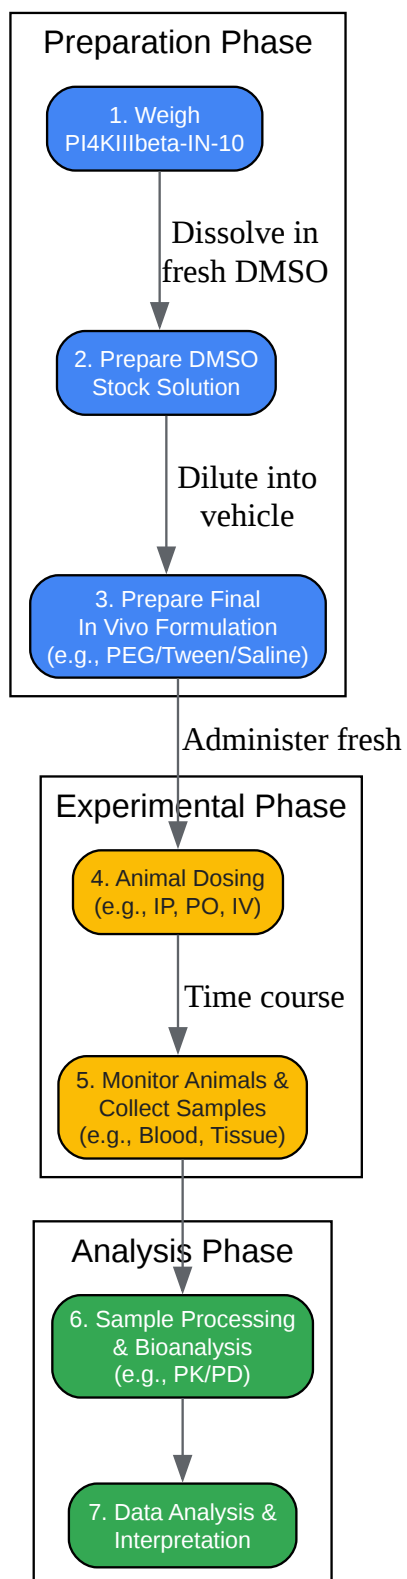 Preparation Phase
1. Weigh
PI4KIIIbeta-IN-10
Dissolve in
fresh DMSO
2. Prepare DMSO
Stock Solution
Dilute into
vehicle
3. Prepare Final
In Vivo Formulation
(e.g., PEG/Tween/Saline)
Administer fresh
Experimental Phase
4. Animal Dosing
(e.g., IP, PO, IV)
Time course
5. Monitor Animals &
Collect Samples
(e.g., Blood, Tissue)
Analysis Phase
6. Sample Processing
& Bioanalysis
(e.g., PK/PD)
7. Data Analysis &
Interpretation